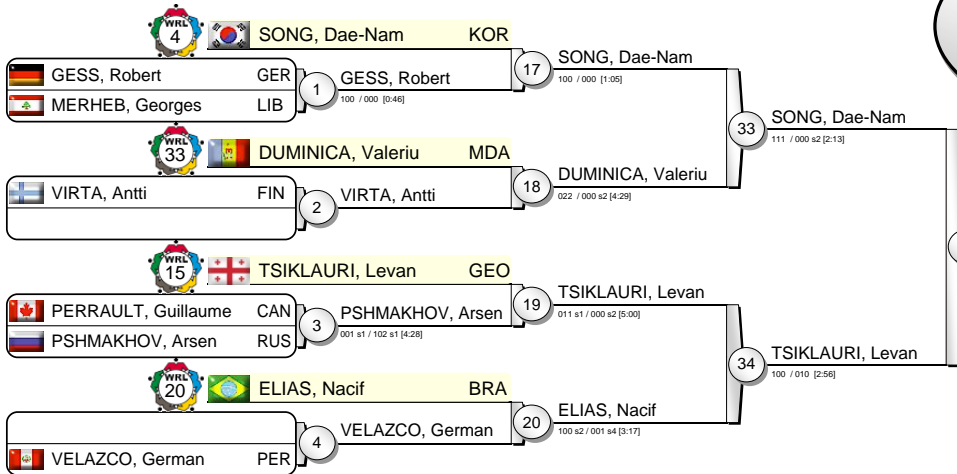 WRL
4
SONG, Dae-Nam KOR
GESS, Robert GER
MERHEB, Georges LIB
1
GESS, Robert
100 / 000 [0:46]
17
SONG, Dae-Nam
100 / 000 [1:05]
WRL
33
DUMINICA, Valeriu MDA
VIRTA, Antti FIN
2
VIRTA, Antti
18
DUMINICA, Valeriu
022 / 000 s2 [4:29]
33
SONG, Dae-Nam
111 / 000 s2 [2:13]
WRL
15
TSIKLAURI, Levan GEO
PERRAULT, Guillaume CAN
PSHMAKHOV, Arsen RUS
3
PSHMAKHOV, Arsen
001 s1 / 102 s1 [4:28]
19
TSIKLAURI, Levan
011 s1 / 000 s2 [5:00]
WRL
20
ELIAS, Nacif BRA
VELAZCO, German PER
4
VELAZCO, German
20
ELIAS, Nacif
100 s2 / 001 s4 [3:17]
34
TSIKLAURI, Levan
100 / 010 [2:56]